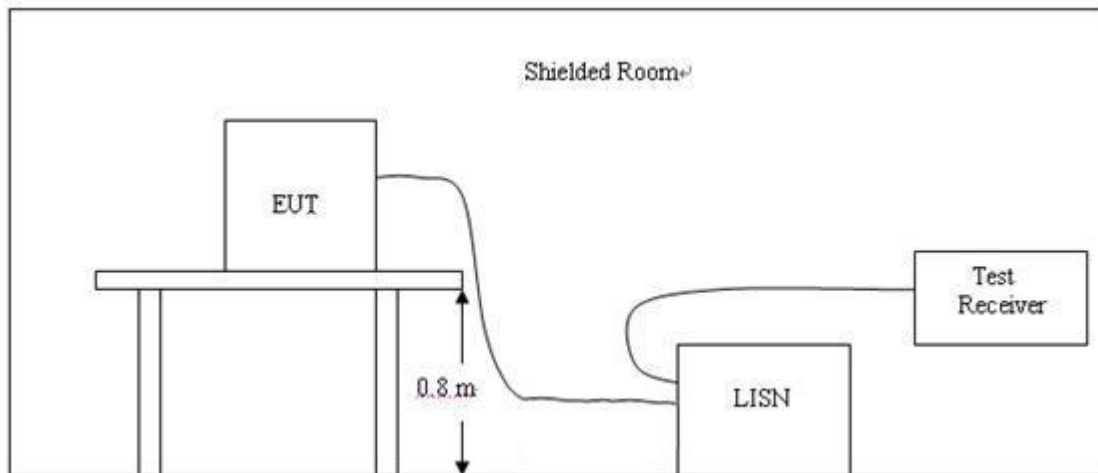 Shielded Room↵
EUT
Test
Receiver
0.8 m
LISN